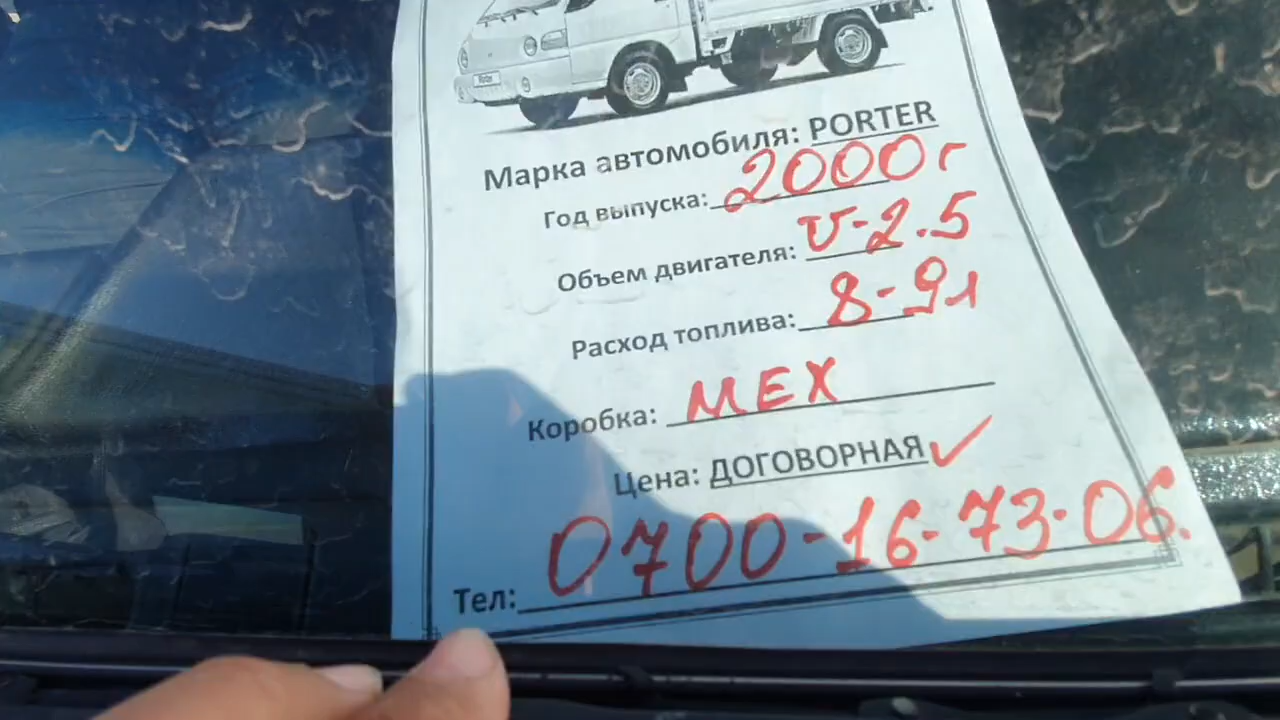 Марка автомобиля: PORTER
Год выпуска: 2000г
Объем двигателя: V-2.5
Расход топлива: 8-9л
Коробка: МЕХ
Цена: ДОГОВОРНАЯ ✓
Тел: 0700-16-73-06.